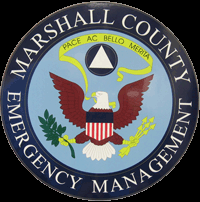 MARSHALL COUNTY
PACE AC BELLO MERITA
EMERGENCY MANAGEMENT